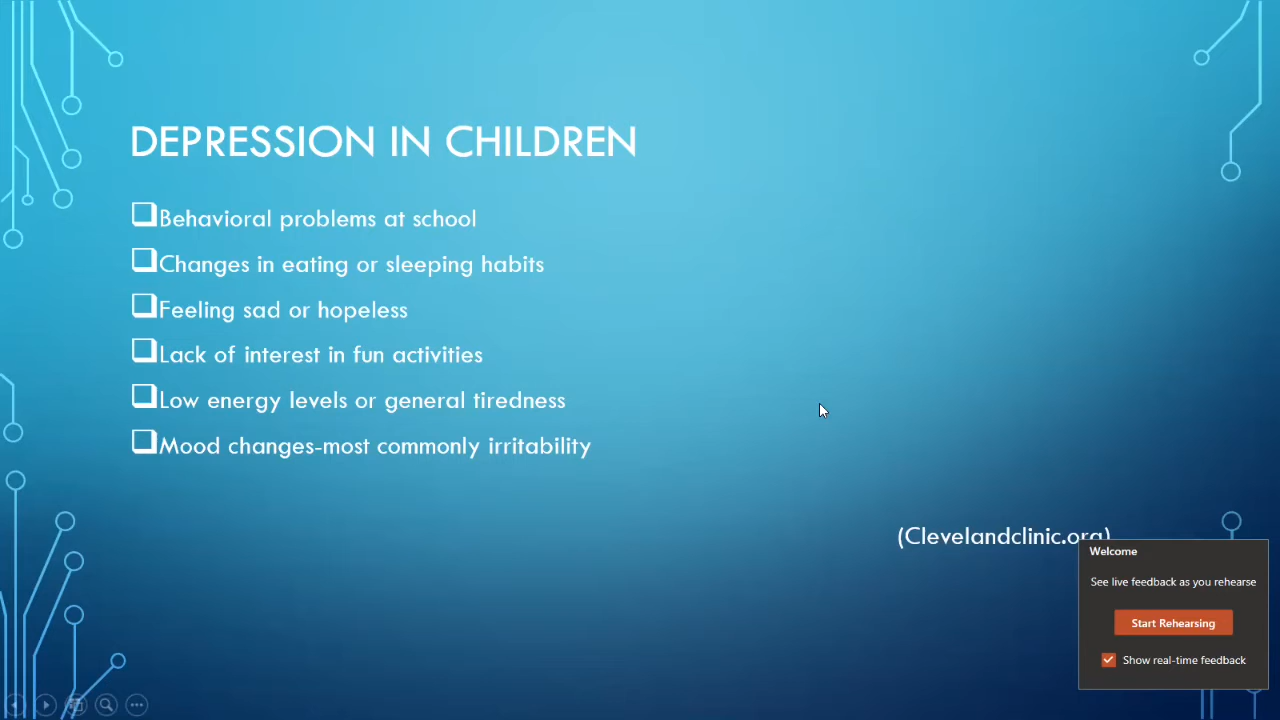 DEPRESSION IN CHILDREN
Behavioral problems at school
Changes in eating or sleeping habits
Feeling sad or hopeless
Lack of interest in fun activities
Low energy levels or general tiredness
Mood changes-most commonly irritability
(Clevelandclinic.org)
Welcome
See live feedback as you rehearse
Start Rehearsing
Show real-time feedback